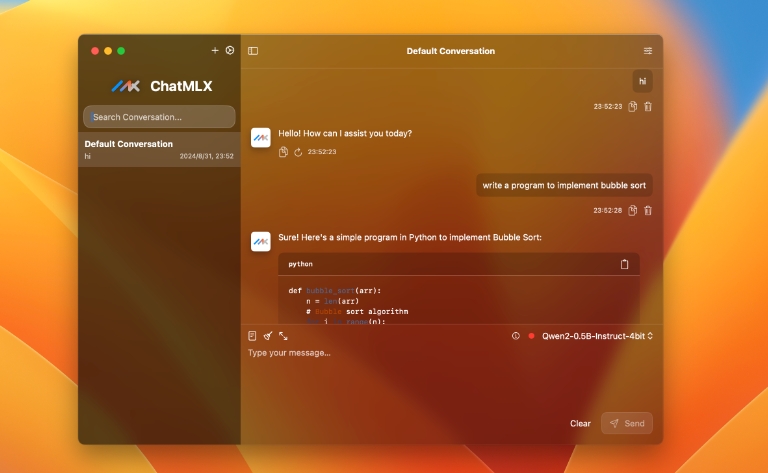 ChatMLX
Search Conversation...
Default Conversation
hi
2024/8/31, 23:52
Default Conversation
hi
23:52:23
Hello! How can I assist you today?
23:52:23
write a program to implement bubble sort
23:52:28
Sure! Here's a simple program in Python to implement Bubble Sort:
python
def bubble_sort(arr):
n = len(arr)
# Bubble sort algorithm
for i in range(n):
Qwen2-0.5B-Instruct-4bit
Type your message...
Clear
Send